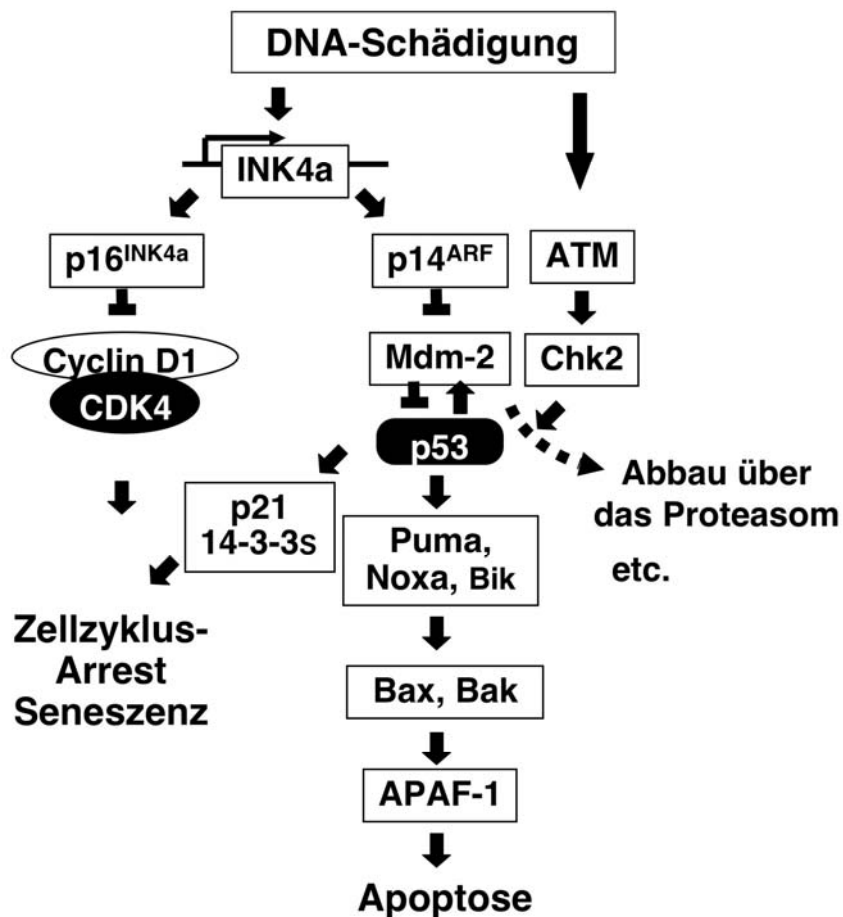 DNA-Schädigung
INK4a
p16INK4a
p14ARF
ATM
Cyclin D1
CDK4
Mdm-2
Chk2
p53
Abbau über
das Proteasom
etc.
p21
14-3-3s
Puma,
Noxa, Bik
Zellzyklus-
Arrest
Seneszenz
Bax, Bak
APAF-1
Apoptose